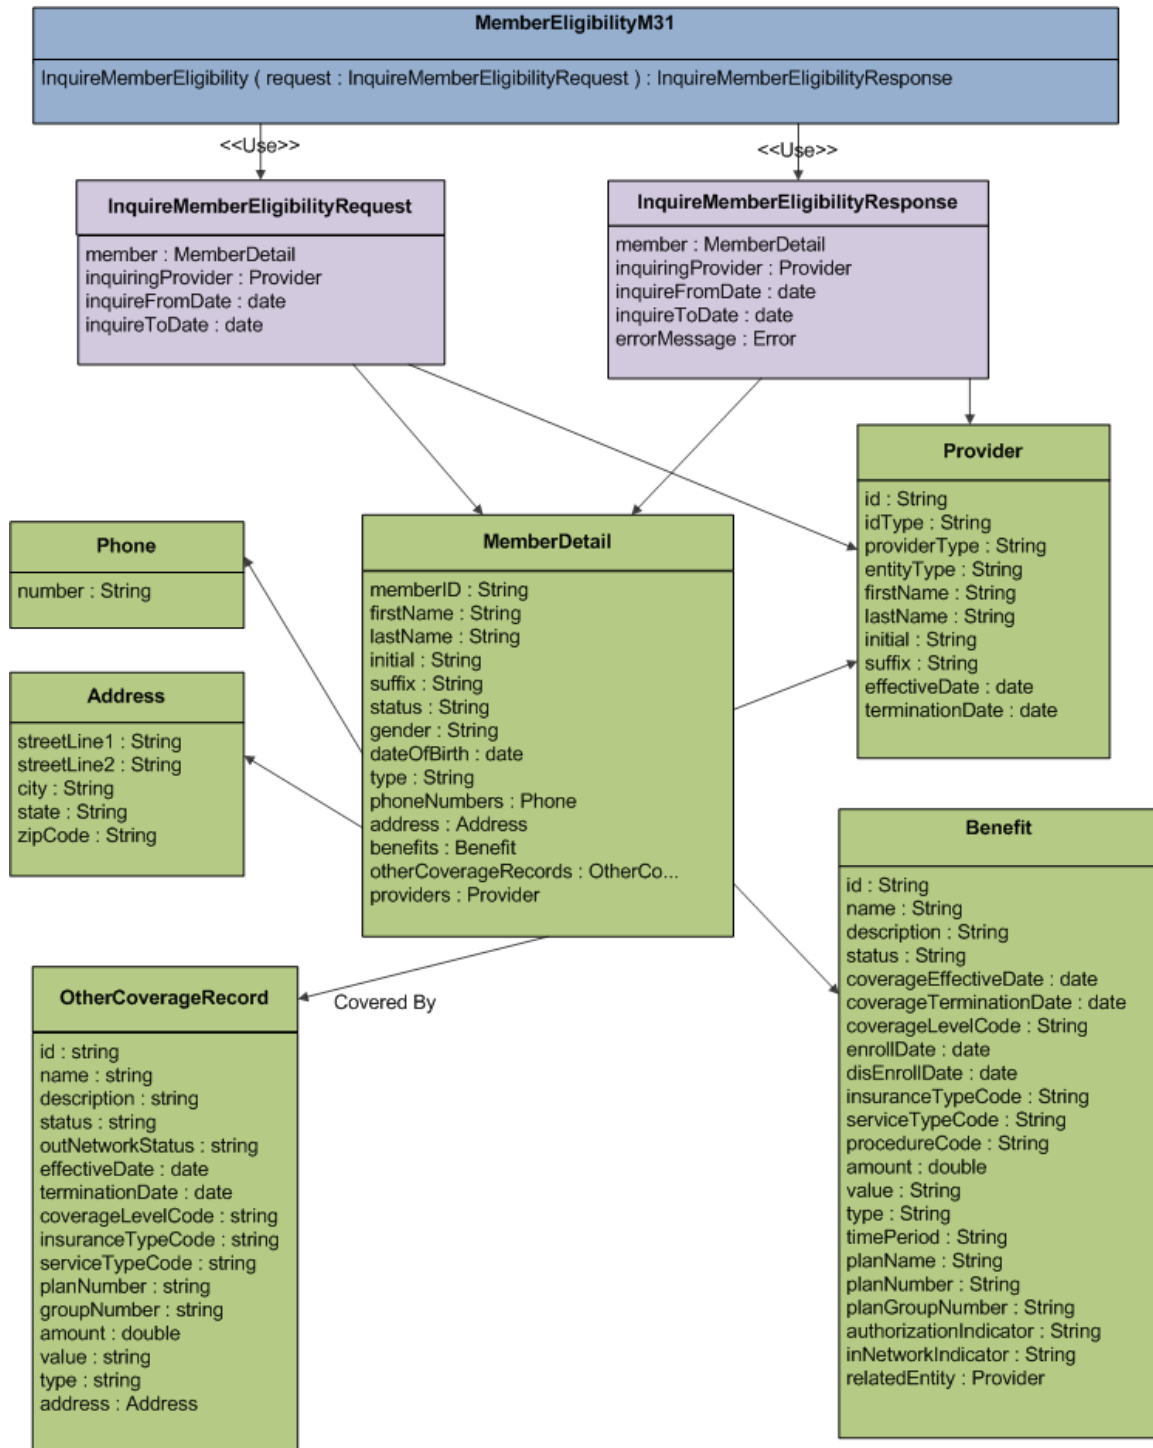 MemberEligibilityM31
InquireMemberEligibility ( request : InquireMemberEligibilityRequest ) : InquireMemberEligibilityResponse
<<Use>>
<<Use>>
InquireMemberEligibilityRequest
member : MemberDetail
inquiringProvider : Provider
inquireFromDate : date
inquireToDate : date
InquireMemberEligibilityResponse
member : MemberDetail
inquiringProvider : Provider
inquireFromDate : date
inquireToDate : date
errorMessage : Error
Provider
id : String
idType : String
providerType : String
entityType : String
firstName : String
lastName : String
initial : String
suffix : String
effectiveDate : date
terminationDate : date
Phone
number : String
MemberDetail
memberID : String
firstName : String
lastName : String
initial : String
suffix : String
status : String
gender : String
dateOfBirth : date
type : String
phoneNumbers : Phone
address : Address
benefits : Benefit
otherCoverageRecords : OtherCo...
providers : Provider
Address
streetLine1 : String
streetLine2 : String
city : String
state : String
zipCode : String
Benefit
id : String
name : String
description : String
status : String
coverageEffectiveDate : date
coverageTerminationDate : date
coverageLevelCode : String
enrollDate : date
disEnrollDate : date
insuranceTypeCode : String
serviceTypeCode : String
procedureCode : String
amount : double
value : String
type : String
timePeriod : String
planName : String
planNumber : String
planGroupNumber : String
authorizationIndicator : String
inNetworkIndicator : String
relatedEntity : Provider
Covered By
OtherCoverageRecord
id : string
name : string
description : string
status : string
outNetworkStatus : string
effectiveDate : date
terminationDate : date
coverageLevelCode : string
insuranceTypeCode : string
serviceTypeCode : string
planNumber : string
groupNumber : string
amount : double
value : string
type : string
address : Address